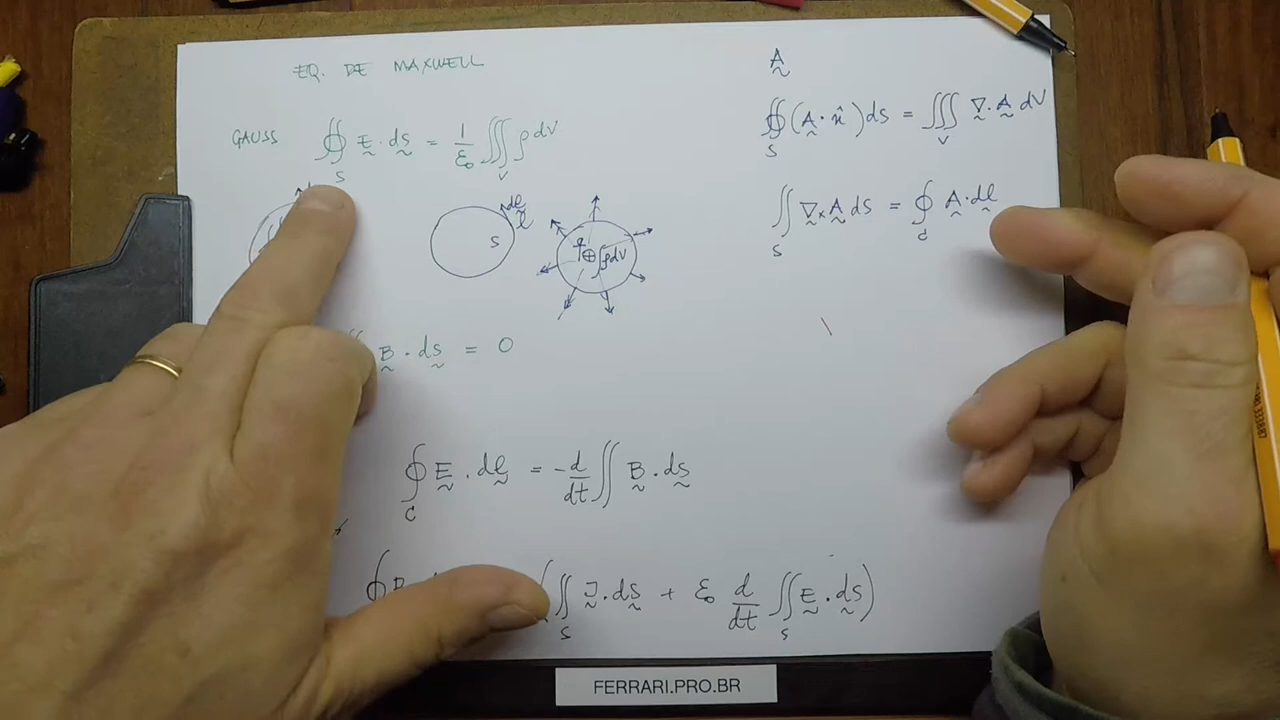 EQ. DE MAXWELL
GAUSS ∯ E · ds = 1/ε₀ ∭ ρ dV
S V
dl
S
q ⊕ ∫ρdV
B · ds = 0
∮ E · dl = -d/dt ∬ B · ds
C
∮ B (∬ J · ds + ε₀ d/dt ∬ E · ds)
S S
A
∯ (A · n̂) ds = ∭ ∇ · A dV
S V
∬ ∇ × A ds = ∮ A · dl
S C
FERRARI.PRO.BR